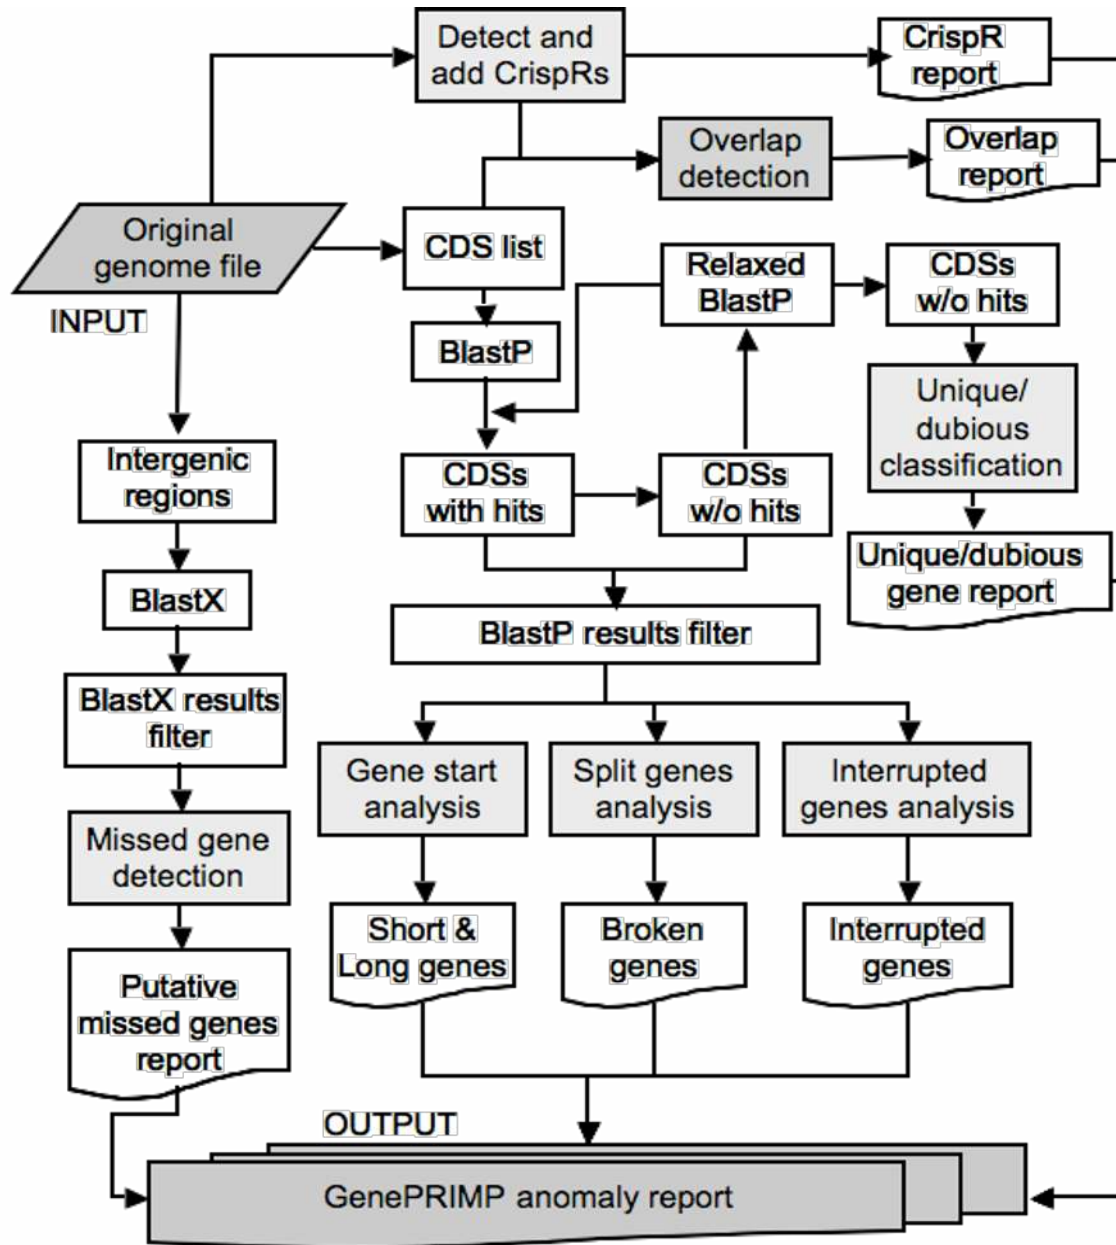 Detect and
add CrispRs
CrispR
report
Overlap
detection
Overlap
report
Original
genome file
INPUT
CDS list
Relaxed
BlastP
CDSs
w/o hits
BlastP
Unique/
dubious
classification
Intergenic
regions
CDSs
with hits
CDSs
w/o hits
Unique/dubious
gene report
BlastX
BlastP results filter
BlastX results
filter
Gene start
analysis
Split genes
analysis
Interrupted
genes analysis
Missed gene
detection
Short &
Long genes
Broken
genes
Interrupted
genes
Putative
missed genes
report
OUTPUT
GenePRIMP anomaly report